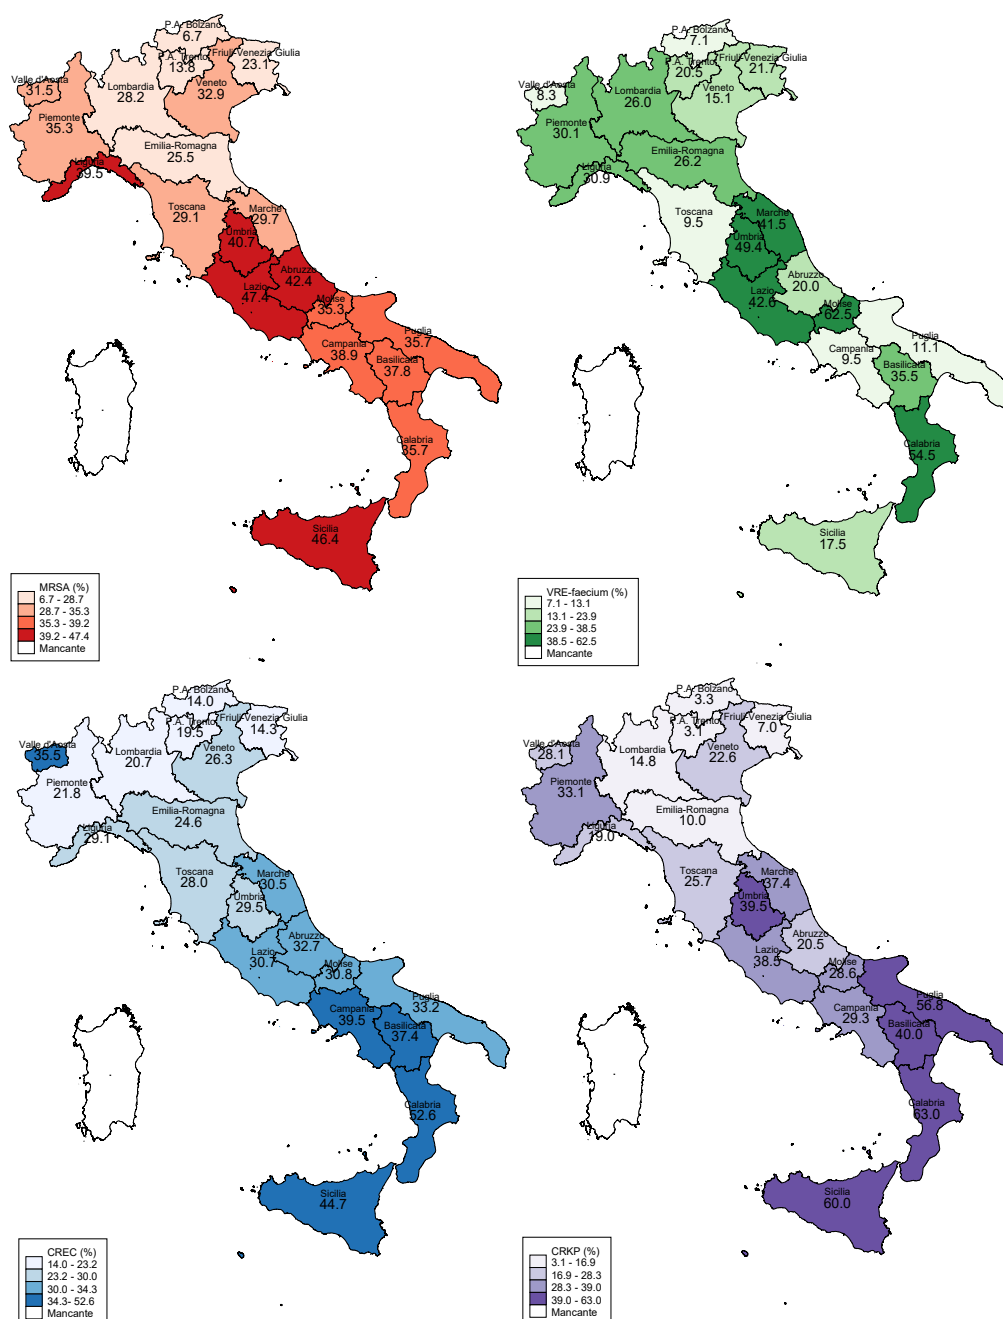 P.A. Bolzano
6.7
P.A. Trento
13.8
Friuli-Venezia Giulia
23.1
Valle d'Aosta
31.5
Lombardia
28.2
Veneto
32.9
Piemonte
35.3
Emilia-Romagna
25.5
Liguria
39.5
Toscana
29.1
Marche
29.7
Umbria
40.7
Abruzzo
42.4
Lazio
47.4
Molise
35.3
Puglia
35.7
Campania
38.9
Basilicata
37.8
Calabria
35.7
Sicilia
46.4
MRSA (%)
6.7 - 28.7
28.7 - 35.3
35.3 - 39.2
39.2 - 47.4
Mancante
P.A. Bolzano
7.1
P.A. Trento
20.5
Friuli-Venezia Giulia
21.7
Valle d'Aosta
8.3
Lombardia
26.0
Veneto
15.1
Piemonte
30.1
Emilia-Romagna
26.2
Liguria
30.9
Toscana
9.5
Marche
41.5
Umbria
49.4
Abruzzo
20.0
Lazio
42.6
Molise
62.5
Puglia
11.1
Campania
9.5
Basilicata
35.5
Calabria
54.5
Sicilia
17.5
VRE-faecium (%)
7.1 - 13.1
13.1 - 23.9
23.9 - 38.5
38.5 - 62.5
Mancante
P.A. Bolzano
14.0
P.A. Trento
19.5
Friuli-Venezia Giulia
14.3
Valle d'Aosta
35.5
Lombardia
20.7
Veneto
26.3
Piemonte
21.8
Emilia-Romagna
24.6
Liguria
29.1
Toscana
28.0
Marche
30.5
Umbria
29.5
Abruzzo
32.7
Lazio
30.7
Molise
30.8
Puglia
33.2
Campania
39.5
Basilicata
37.4
Calabria
52.6
Sicilia
44.7
CREC (%)
14.0 - 23.2
23.2 - 30.0
30.0 - 34.3
34.3- 52.6
Mancante
P.A. Bolzano
3.3
P.A. Trento
3.1
Friuli-Venezia Giulia
7.0
Valle d'Aosta
28.1
Lombardia
14.8
Veneto
22.6
Piemonte
33.1
Emilia-Romagna
10.0
Liguria
19.0
Toscana
25.7
Marche
37.4
Umbria
39.5
Abruzzo
20.5
Lazio
38.5
Molise
28.6
Puglia
56.8
Campania
29.3
Basilicata
40.0
Calabria
63.0
Sicilia
60.0
CRKP (%)
3.1 - 16.9
16.9 - 28.3
28.3 - 39.0
39.0 - 63.0
Mancante